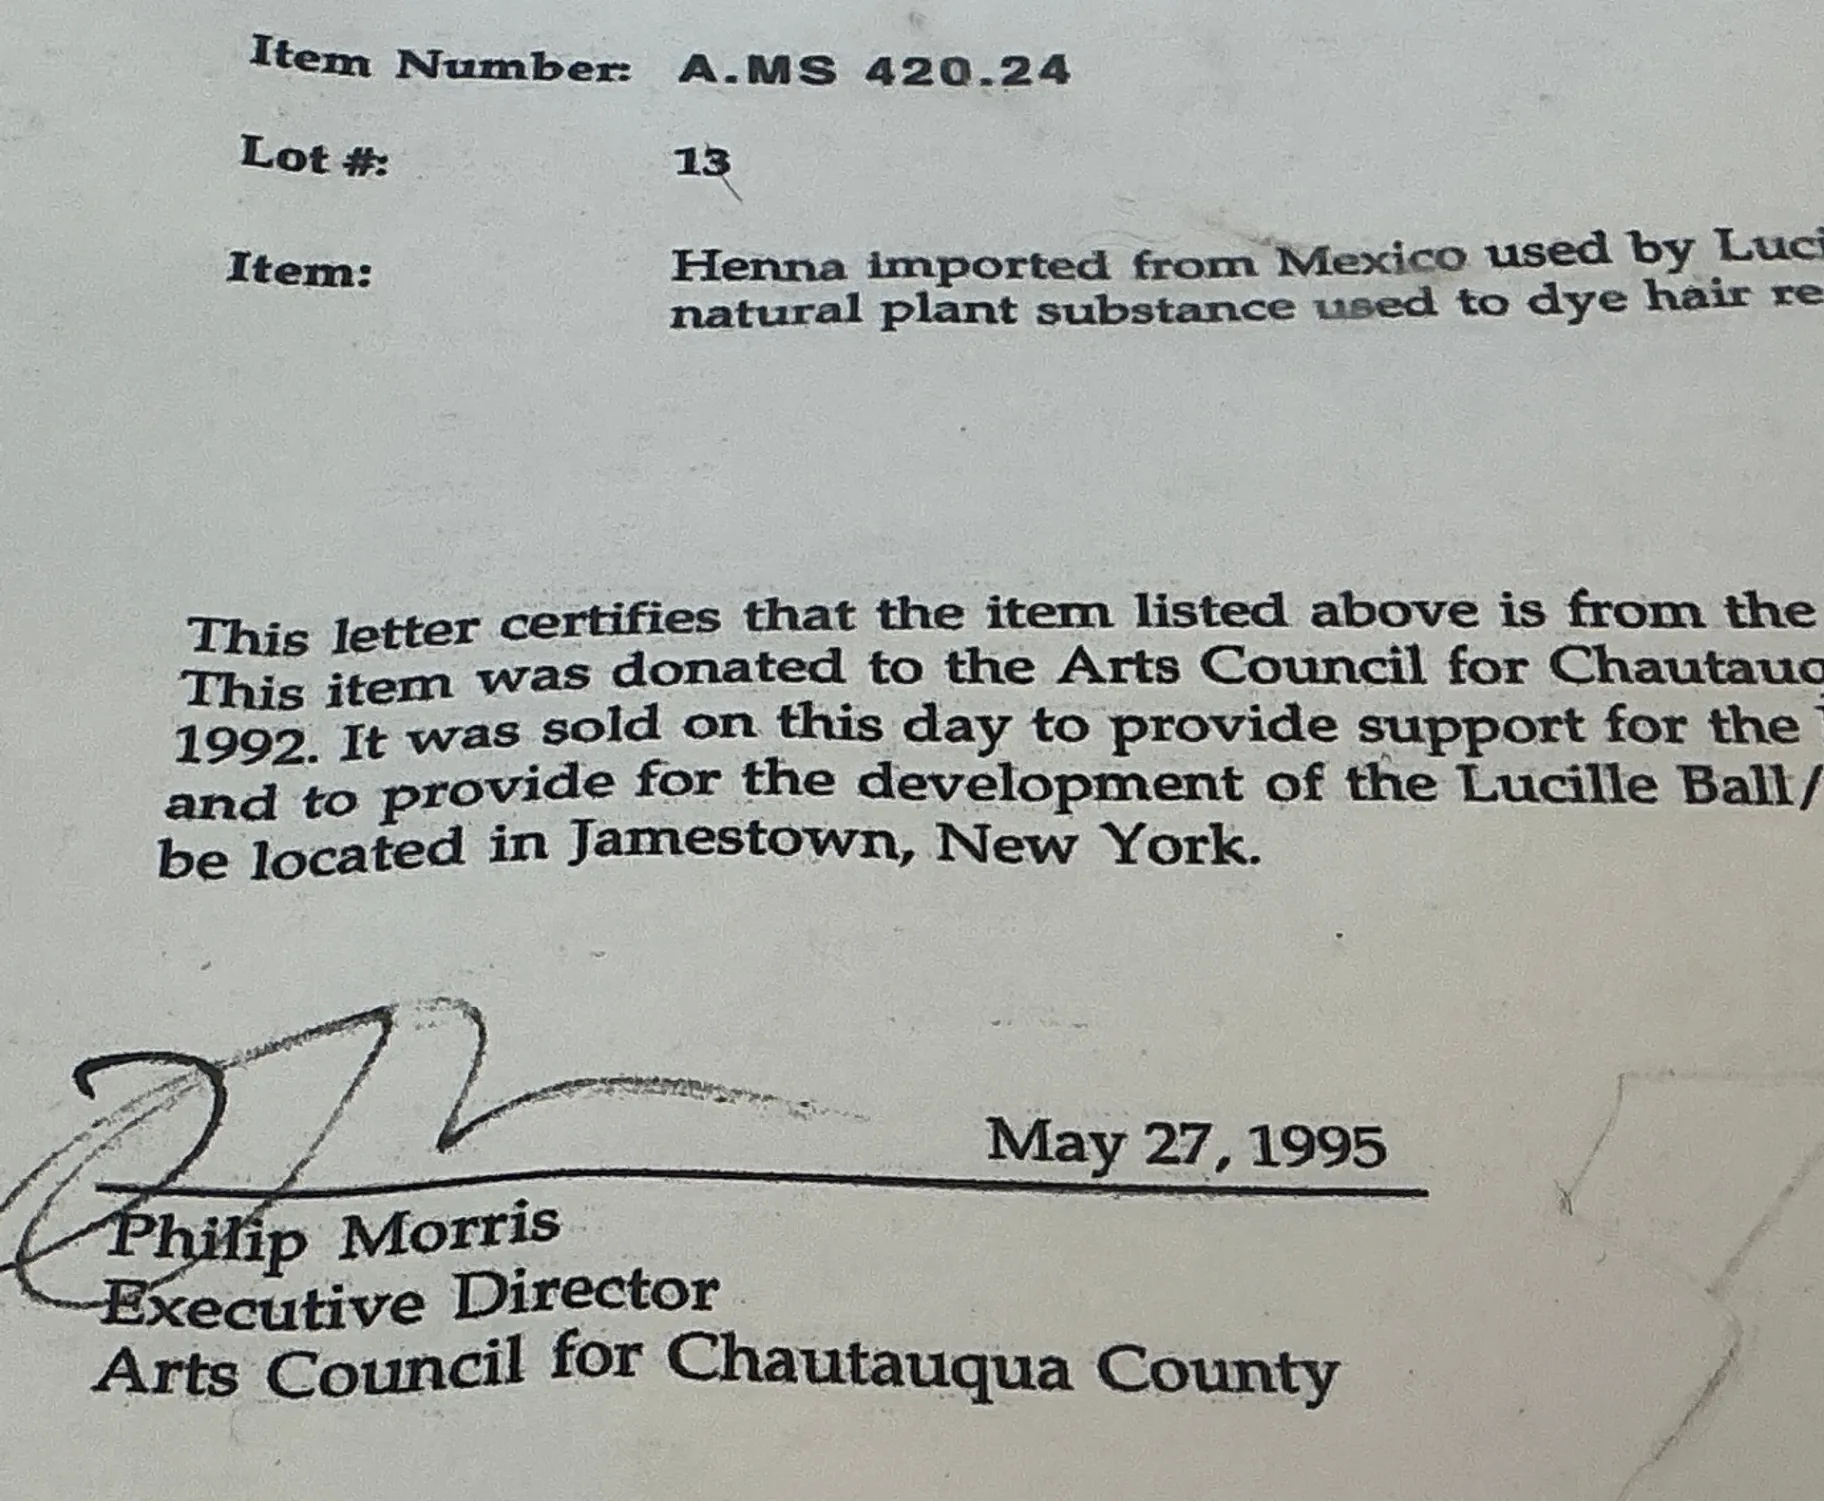 Item Number: A.MS 420.24
Lot #: 13
Item: Henna imported from Mexico used by Luci
natural plant substance used to dye hair re
This letter certifies that the item listed above is from the
This item was donated to the Arts Council for Chautauq
1992. It was sold on this day to provide support for the
and to provide for the development of the Lucille Ball/
be located in Jamestown, New York.
May 27, 1995
Philip Morris
Executive Director
Arts Council for Chautauqua County